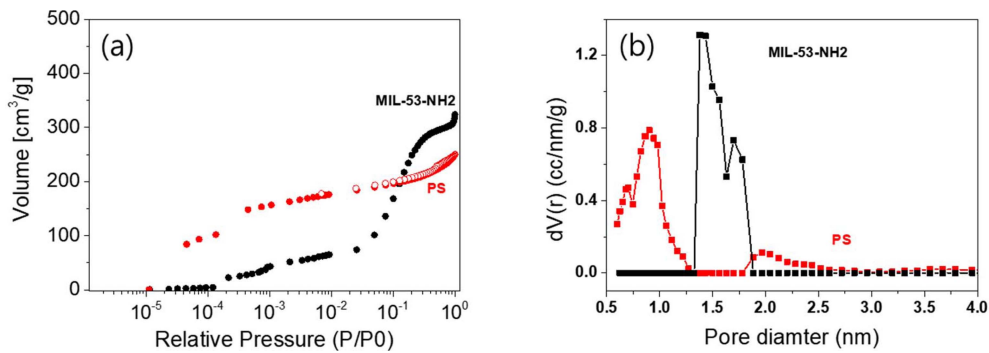 (a)
500
400
300
200
100
0
Volume [cm³/g]
MIL-53-NH2
PS
10⁻⁵ 10⁻⁴ 10⁻³ 10⁻² 10⁻¹ 10⁰
Relative Pressure (P/P0)
(b)
1.2
0.8
0.4
0.0
dV(r) (cc/nm/g)
MIL-53-NH2
PS
0.5 1.0 1.5 2.0 2.5 3.0 3.5 4.0
Pore diamter (nm)